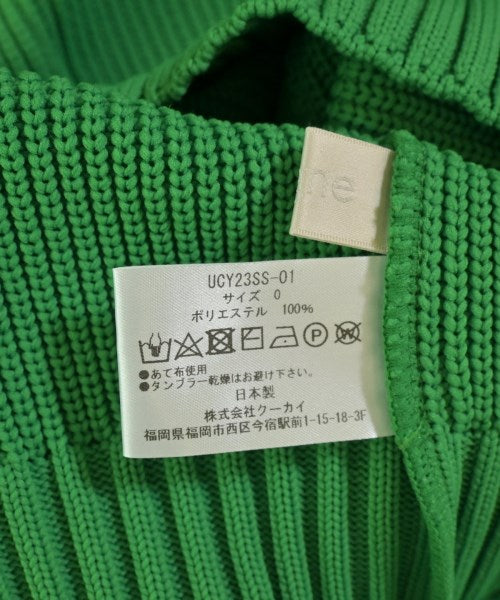 ne
UCY23SS-01
サイズ 0
ポリエステル 100%
●あて布使用
●タンブラー乾燥はお避け下さい。
日本製
株式会社クーカイ
福岡県福岡市西区今宿駅前1-15-18-3F